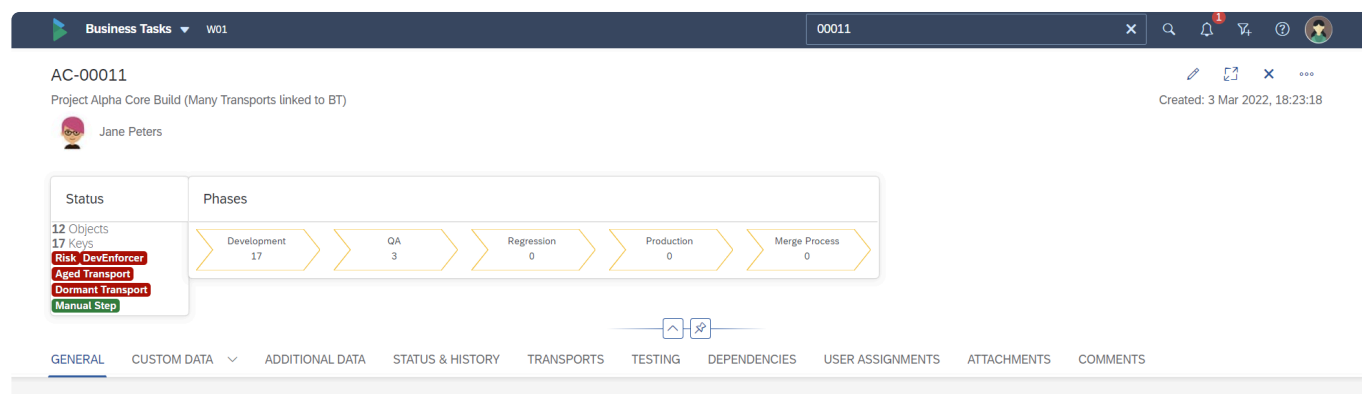 Business Tasks W01 00011 1
AC-00011
Project Alpha Core Build (Many Transports linked to BT)
Created: 3 Mar 2022, 18:23:18
Jane Peters
Status
12 Objects
17 Keys
Risk DevEnforcer
Aged Transport
Dormant Transport
Manual Step
Phases
Development QA Regression Production Merge Process
17 3 0 0 0
GENERAL CUSTOM DATA ADDITIONAL DATA STATUS & HISTORY TRANSPORTS TESTING DEPENDENCIES USER ASSIGNMENTS ATTACHMENTS COMMENTS